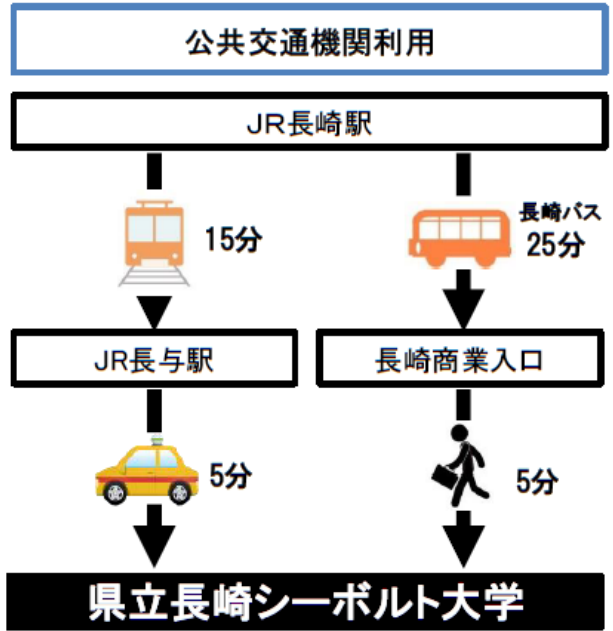 公共交通機関利用
JR長崎駅
15分
長崎バス
25分
JR長与駅
長崎商業入口
5分
5分
県立長崎シーボルト大学